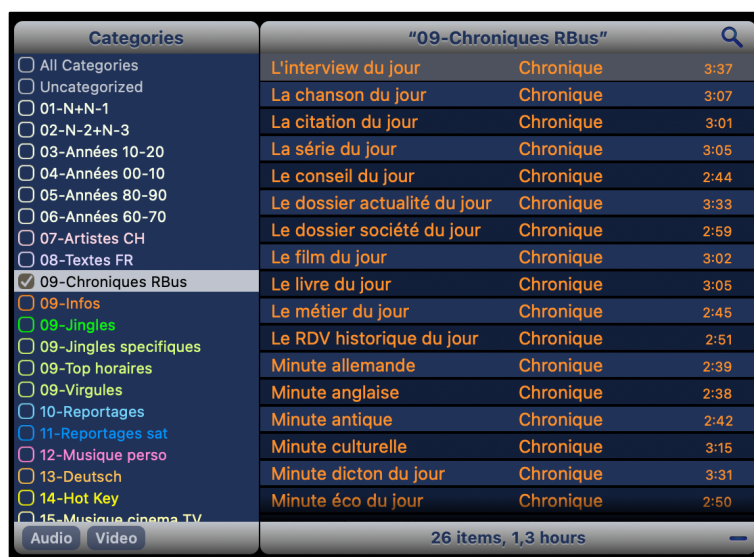 Categories
All Categories
Uncategorized
01-N+N-1
02-N-2+N-3
03-Années 10-20
04-Années 00-10
05-Années 80-90
06-Années 60-70
07-Artistes CH
08-Textes FR
09-Chroniques RBus
09-Infos
09-Jingles
09-Jingles specifiques
09-Top horaires
09-Virgules
10-Reportages
11-Reportages sat
12-Musique perso
13-Deutsch
14-Hot Key
15-Musique cinema TV
Audio Video
“09-Chroniques RBus”
L'interview du jour Chronique 3:37
La chanson du jour Chronique 3:07
La citation du jour Chronique 3:01
La série du jour Chronique 3:05
Le conseil du jour Chronique 2:44
Le dossier actualité du jour Chronique 3:33
Le dossier société du jour Chronique 2:59
Le film du jour Chronique 3:02
Le livre du jour Chronique 3:05
Le métier du jour Chronique 2:45
Le RDV historique du jour Chronique 2:51
Minute allemande Chronique 2:39
Minute anglaise Chronique 2:38
Minute antique Chronique 2:42
Minute culturelle Chronique 3:15
Minute dicton du jour Chronique 3:31
Minute éco du jour Chronique 2:50
26 items, 1,3 hours